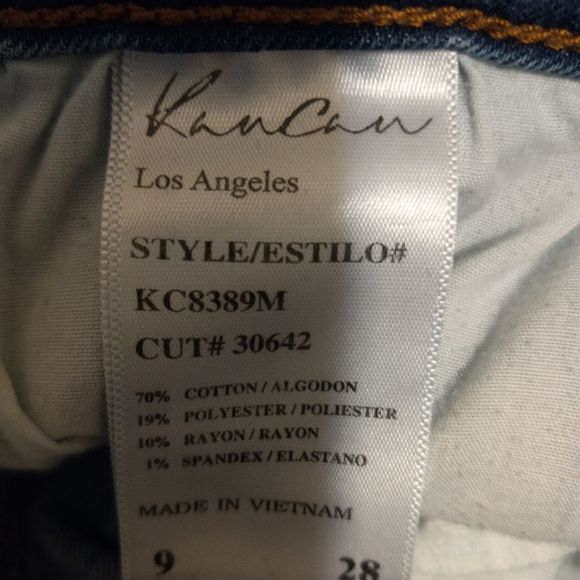 KanCan
Los Angeles
STYLE/ESTILO#
KC8389M
CUT# 30642
70% COTTON/ALGODON
19% POLYESTER/POLIESTER
10% RAYON/RAYON
1% SPANDEX/ELASTANO
MADE IN VIETNAM
9 28